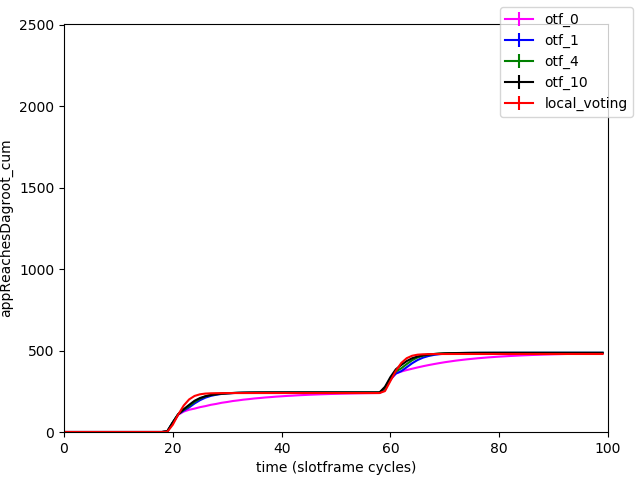 otf_0
otf_1
otf_4
otf_10
local_voting
appReachesDagroot_cum
2500
2000
1500
1000
500
0
0 20 40 60 80 100
time (slotframe cycles)